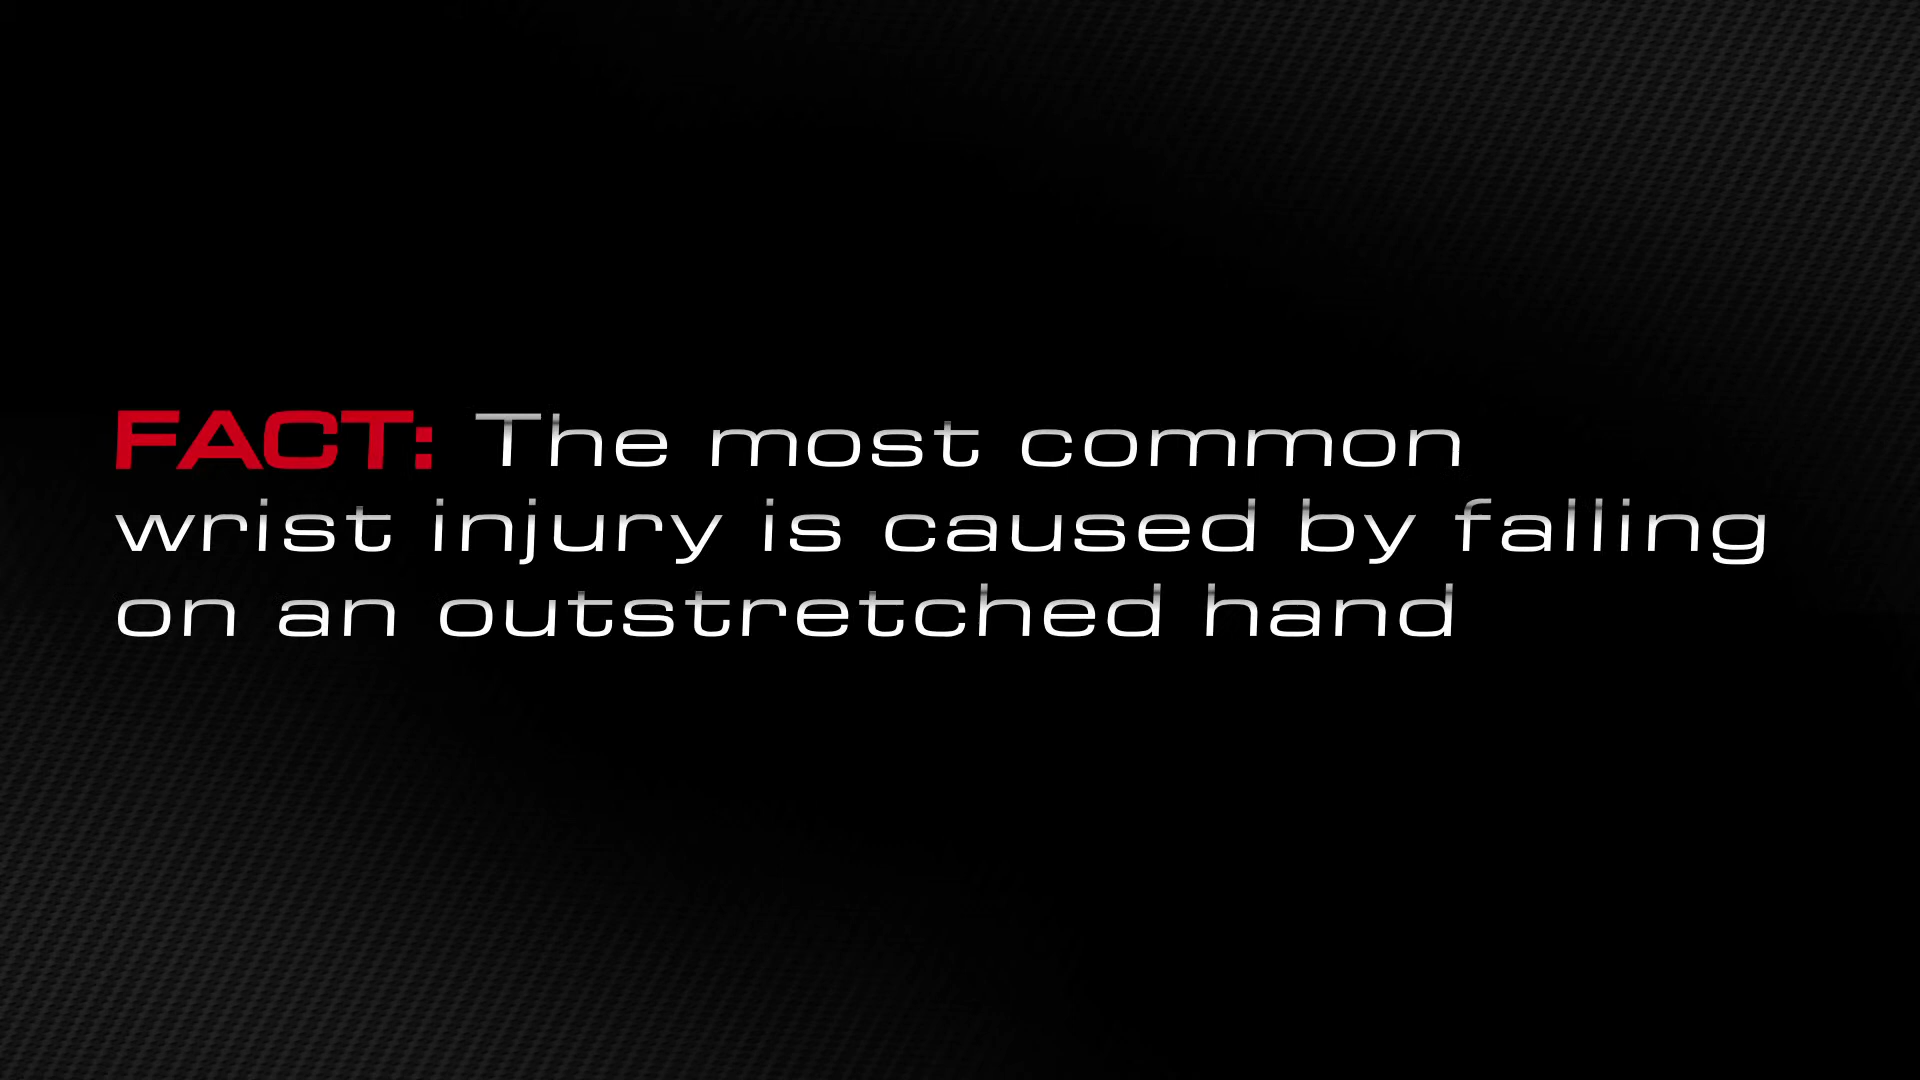 FACT: The most common
wrist injury is caused by falling
on an outstretched hand